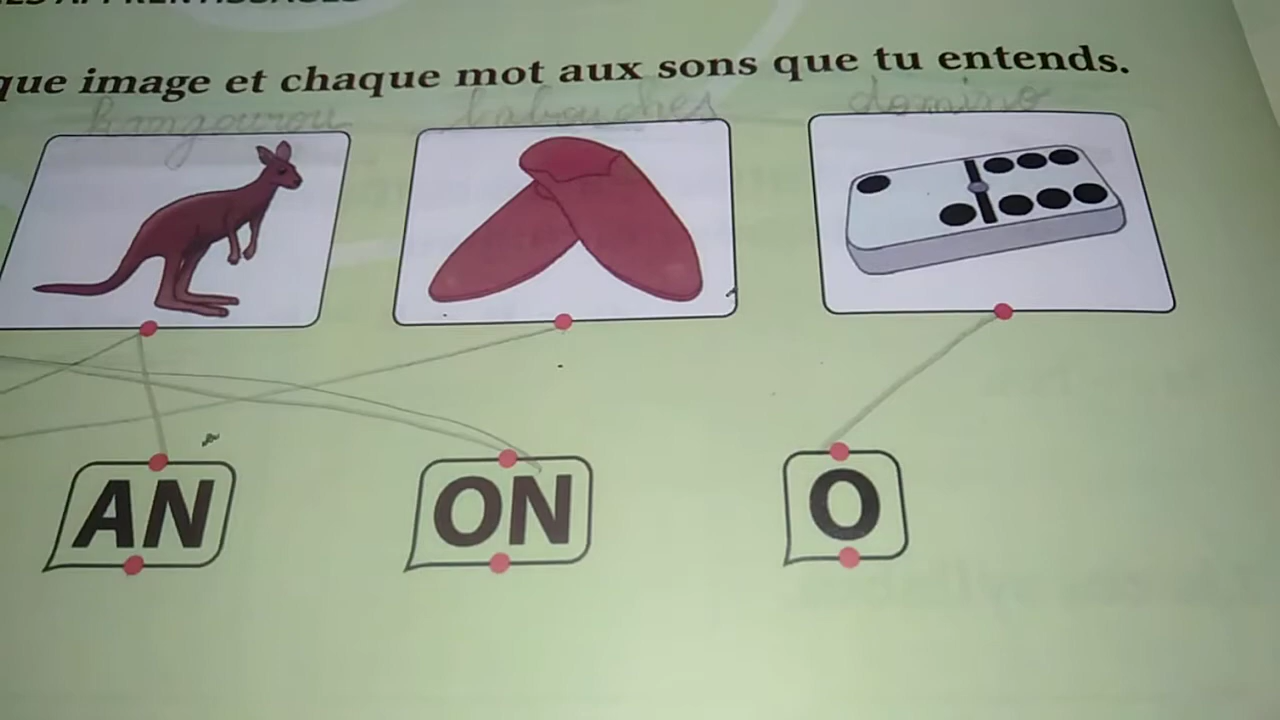 que image et chaque mot aux sons que tu entends.
kangourou babouches domino
AN ON O